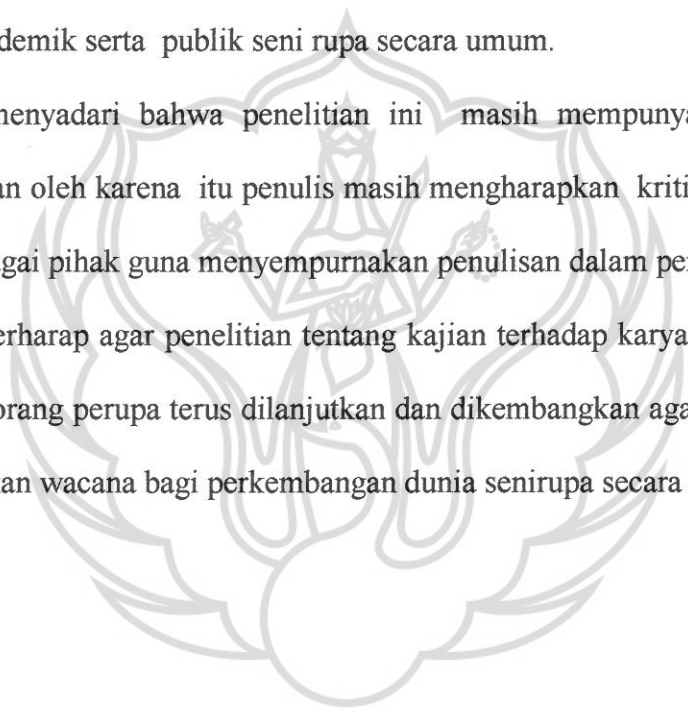 demik serta publik seni rupa secara umum.
menyadari bahwa penelitian ini masih mempunya
an oleh karena itu penulis masih mengharapkan kriti
gai pihak guna menyempurnakan penulisan dalam pe
erharap agar penelitian tentang kajian terhadap karya
orang perupa terus dilanjutkan dan dikembangkan aga
kan wacana bagi perkembangan dunia senirupa secara